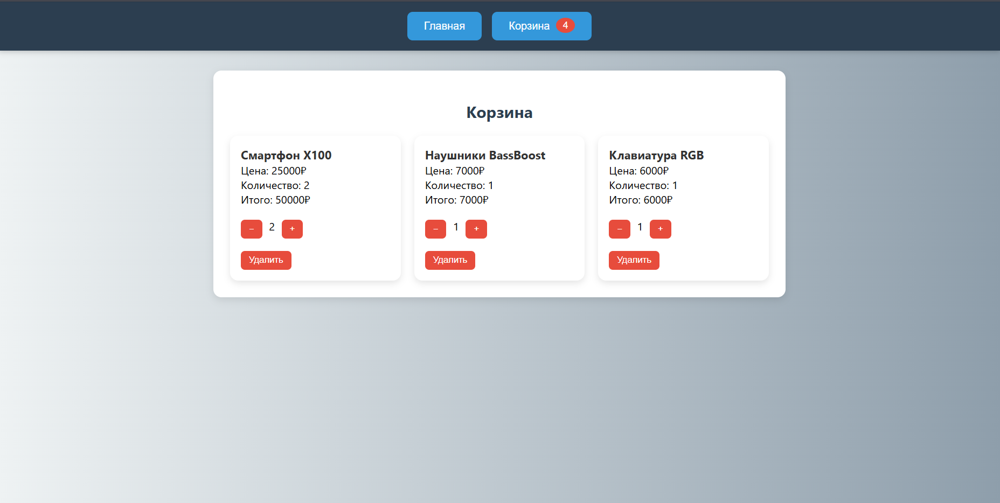 Главная
Корзина 4
Корзина
Смартфон X100
Цена: 25000₽
Количество: 2
Итого: 50000₽
− 2 +
Удалить
Наушники BassBoost
Цена: 7000₽
Количество: 1
Итого: 7000₽
− 1 +
Удалить
Клавиатура RGB
Цена: 6000₽
Количество: 1
Итого: 6000₽
− 1 +
Удалить